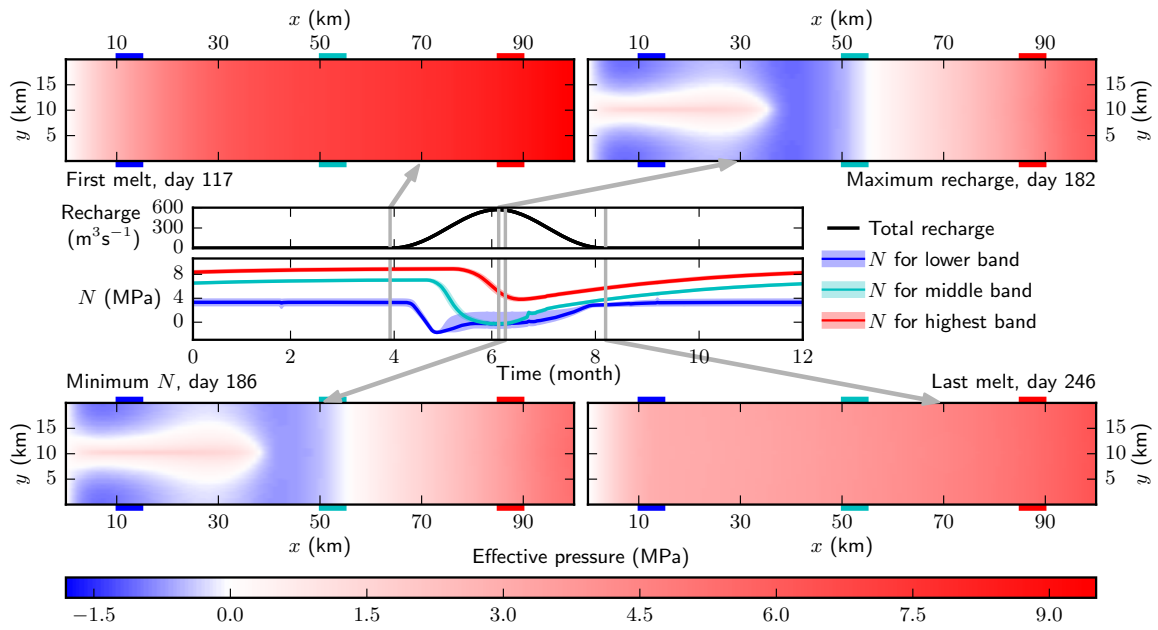 x (km)
x (km)
10 30 50 70 90
10 30 50 70 90
y (km)
15
10
5
15
10
5
y (km)
10 30 50 70 90
First melt, day 117
Maximum recharge, day 182
Recharge
(m³s⁻¹)
600
300
0
Total recharge
N (MPa)
8
4
0
N for lower band
N for middle band
N for highest band
0 2 4 6 8 10 12
Time (month)
Minimum N, day 186
Last melt, day 246
y (km)
15
10
5
15
10
5
y (km)
10 30 50 70 90
10 30 50 70 90
x (km)
x (km)
Effective pressure (MPa)
−1.5 0.0 1.5 3.0 4.5 6.0 7.5 9.0